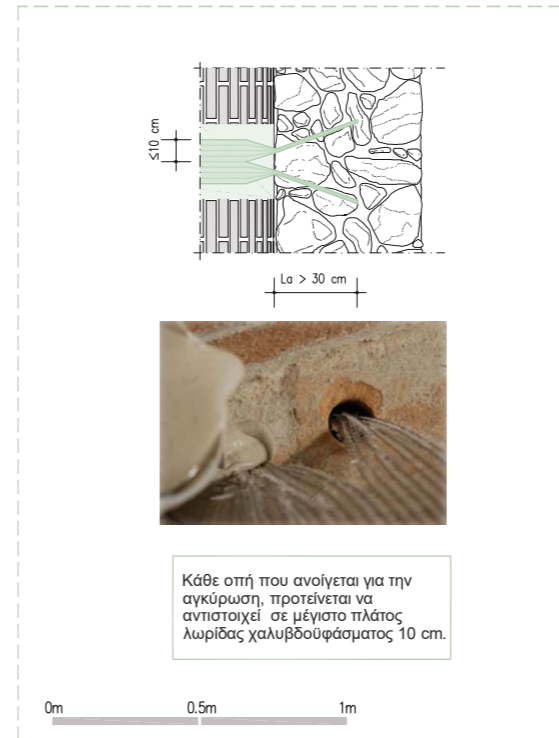 ≤10 cm
La > 30 cm
Κάθε οπή που ανοίγεται για την
αγκύρωση, προτείνεται να
αντιστοιχεί σε μέγιστο πλάτος
λωρίδας χαλυβδοϋφάσματος 10 cm.
0m 0.5m 1m